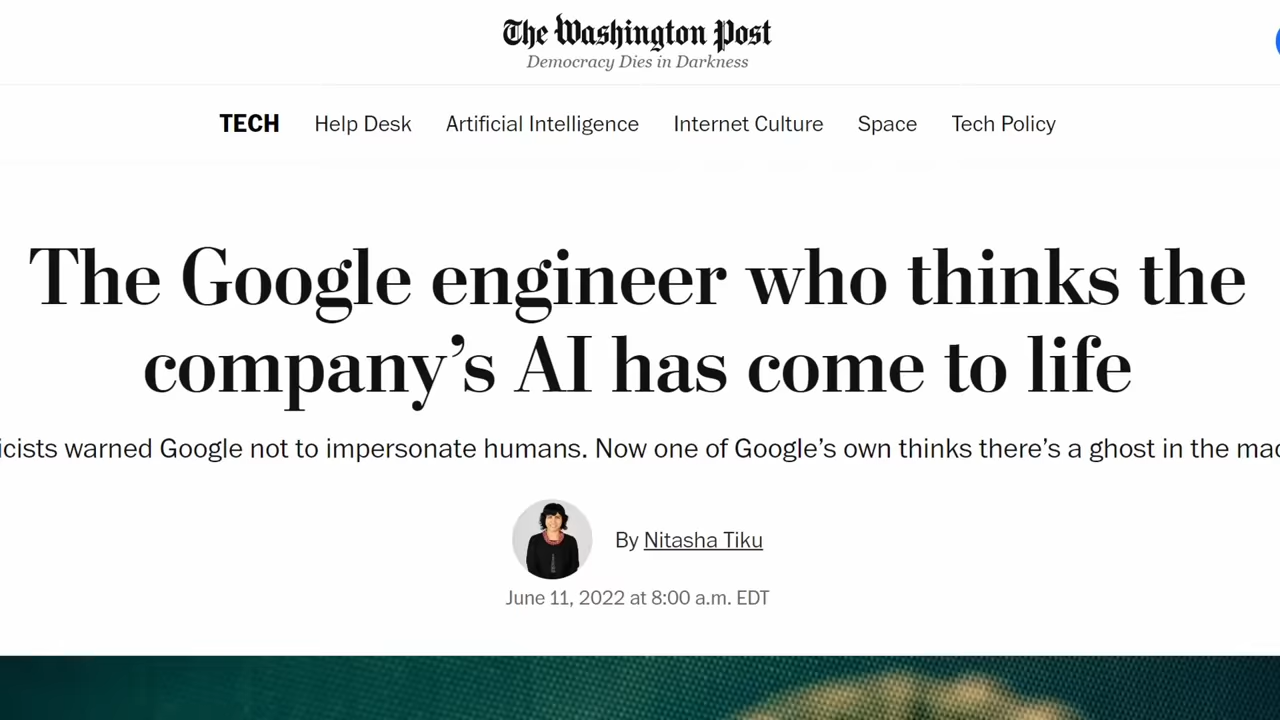 The Washington Post
Democracy Dies in Darkness
TECH Help Desk Artificial Intelligence Internet Culture Space Tech Policy
The Google engineer who thinks the
company’s AI has come to life
warned Google not to impersonate humans. Now one of Google’s own thinks there’s a ghost in the
By Nitasha Tiku
June 11, 2022 at 8:00 a.m. EDT